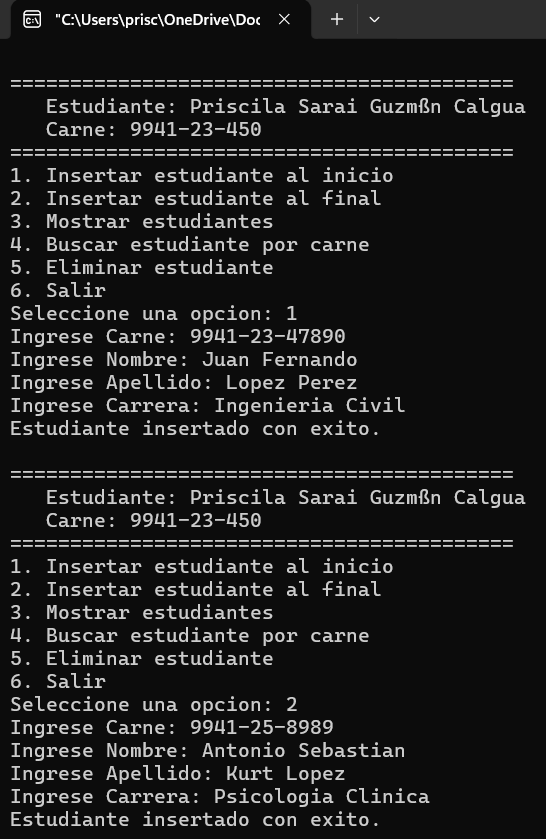 "C:\Users\prisc\OneDrive\Doc
==========================================
   Estudiante: Priscila Sarai Guzmßn Calgua
   Carne: 9941-23-450
==========================================
1. Insertar estudiante al inicio
2. Insertar estudiante al final
3. Mostrar estudiantes
4. Buscar estudiante por carne
5. Eliminar estudiante
6. Salir
Seleccione una opcion: 1
Ingrese Carne: 9941-23-47890
Ingrese Nombre: Juan Fernando
Ingrese Apellido: Lopez Perez
Ingrese Carrera: Ingenieria Civil
Estudiante insertado con exito.

==========================================
   Estudiante: Priscila Sarai Guzmßn Calgua
   Carne: 9941-23-450
==========================================
1. Insertar estudiante al inicio
2. Insertar estudiante al final
3. Mostrar estudiantes
4. Buscar estudiante por carne
5. Eliminar estudiante
6. Salir
Seleccione una opcion: 2
Ingrese Carne: 9941-25-8989
Ingrese Nombre: Antonio Sebastian
Ingrese Apellido: Kurt Lopez
Ingrese Carrera: Psicologia Clinica
Estudiante insertado con exito.